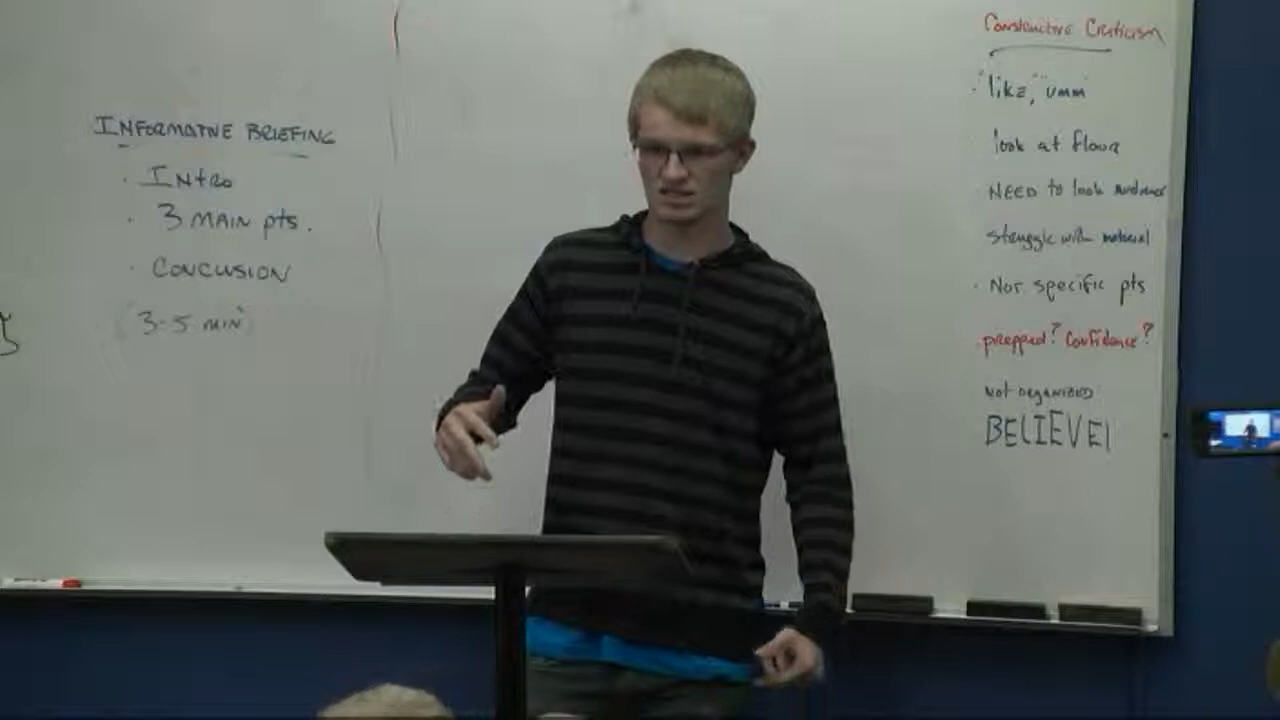 INFORMATIVE BRIEFING
· Intro
· 3 MAIN pts.
· CONCLUSION
"3-5 MIN"
Constructive Criticism
· "like," "umm"
look at floor
NEED to look audience
struggle with material
· Not specific pts
prepped? Confidence?
not organized
BELIEVE!